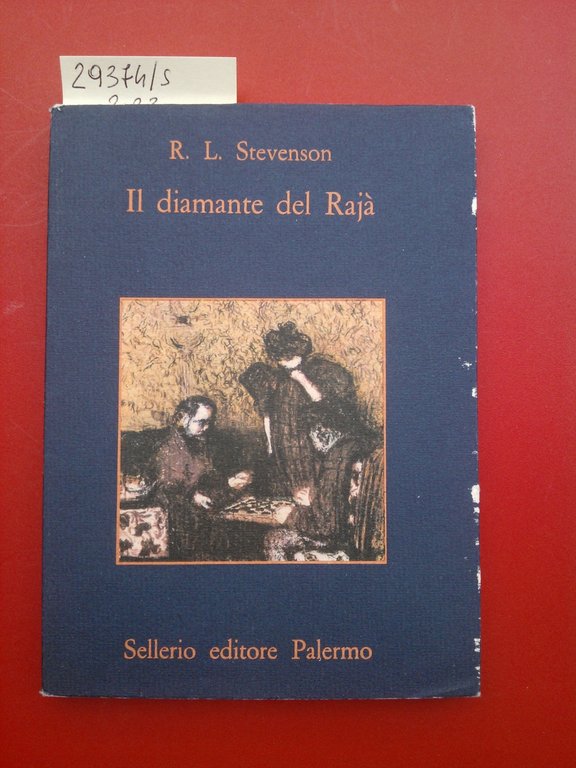 29374/s
R. L. Stevenson
Il diamante del Rajà
Sellerio editore Palermo